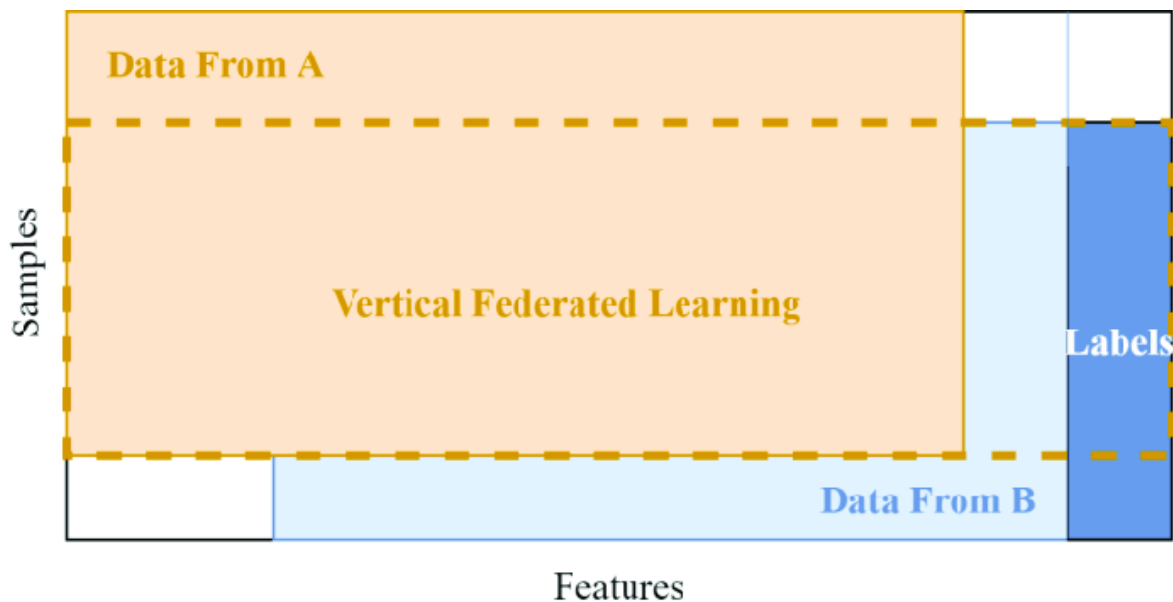 Data From A
Samples
Vertical Federated Learning
Labels
Data From B
Features